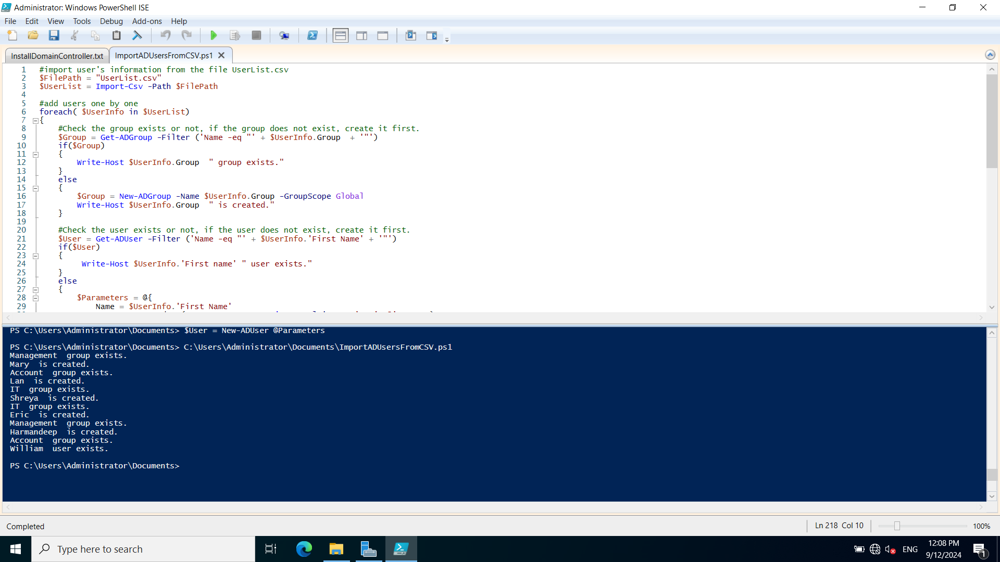 Administrator: Windows PowerShell ISE
File Edit View Tools Debug Add-ons Help
InstallDomainController.txt ImportADUsersFromCSV.ps1
1 #import user's information from the file UserList.csv
2 $FilePath = "UserList.csv"
3 $UserList = Import-Csv -Path $FilePath
4
5 #add users one by one
6 foreach( $UserInfo in $UserList)
7 {
8 #Check the group exists or not, if the group does not exist, create it first.
9 $Group = Get-ADGroup -Filter ('Name -eq "' + $UserInfo.Group + '"')
10 if($Group)
11 {
12 Write-Host $UserInfo.Group " group exists."
13 }
14 else
15 {
16 $Group = New-ADGroup -Name $UserInfo.Group -GroupScope Global
17 Write-Host $UserInfo.Group " is created."
18 }
19
20 #Check the user exists or not, if the user does not exist, create it first.
21 $User = Get-ADUser -Filter ('Name -eq "' + $UserInfo.'First Name' + '"')
22 if($User)
23 {
24 Write-Host $UserInfo.'First name' " user exists."
25 }
26 else
27 {
28 $Parameters = @{
29 Name = $UserInfo.'First Name'
PS C:\Users\Administrator\Documents> $User = New-ADUser @Parameters
PS C:\Users\Administrator\Documents> C:\Users\Administrator\Documents\ImportADUsersFromCSV.ps1
Management  group exists.
Mary  is created.
Account  group exists.
Lan  is created.
IT  group exists.
Shreya  is created.
IT  group exists.
Eric  is created.
Management  group exists.
Harmandeep  is created.
Account  group exists.
William  user exists.
PS C:\Users\Administrator\Documents>
Completed Ln 218 Col 10 100%
Type here to search ENG 12:08 PM
9/12/2024 1